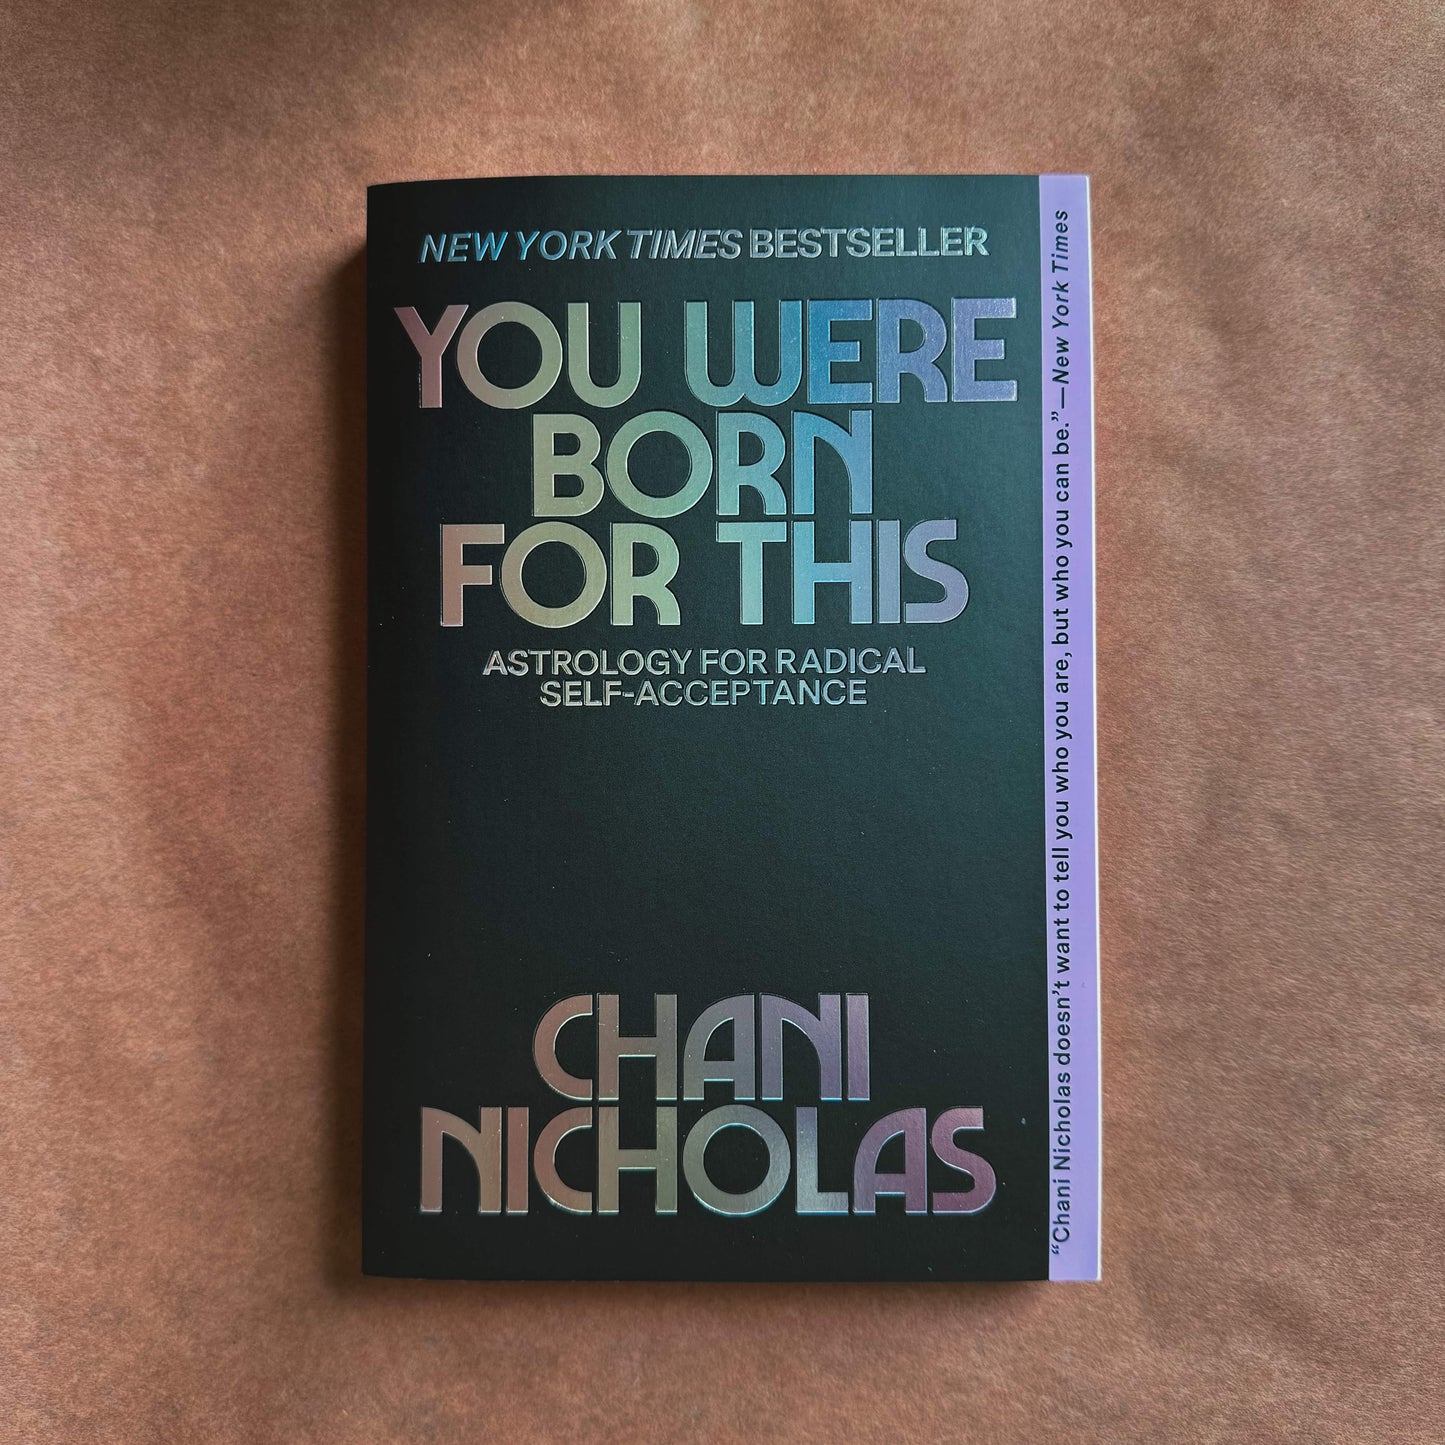 NEW YORK TIMES BESTSELLER
YOU WERE
BORN
FOR THIS
ASTROLOGY FOR RADICAL
SELF-ACCEPTANCE
CHANI
NICHOLAS
“Chani Nicholas doesn’t want to tell you who you are, but who you can be.”—New York Times